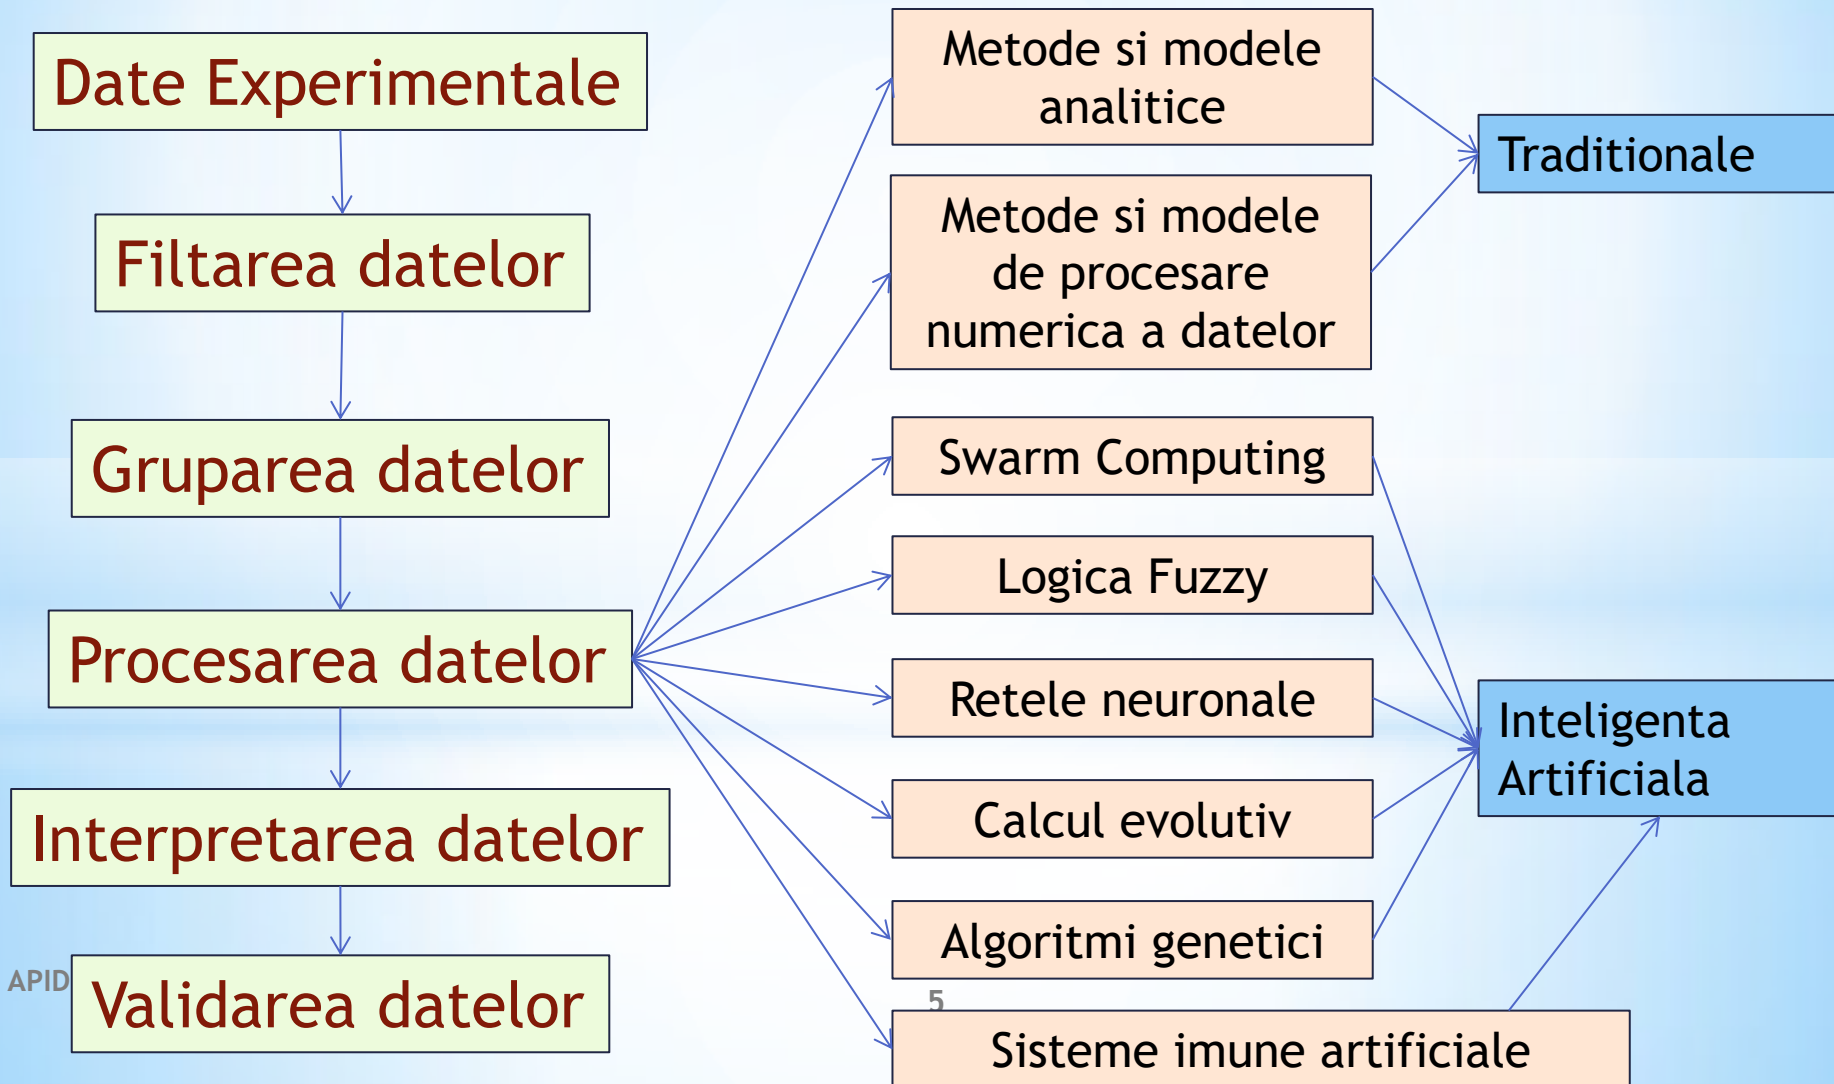 Date Experimentale
Filtarea datelor
Gruparea datelor
Procesarea datelor
Interpretarea datelor
Validarea datelor
Metode si modele
analitice
Metode si modele
de procesare
numerica a datelor
Swarm Computing
Logica Fuzzy
Retele neuronale
Calcul evolutiv
Algoritmi genetici
Sisteme imune artificiale
Traditionale
Inteligenta
Artificiala
APID
5